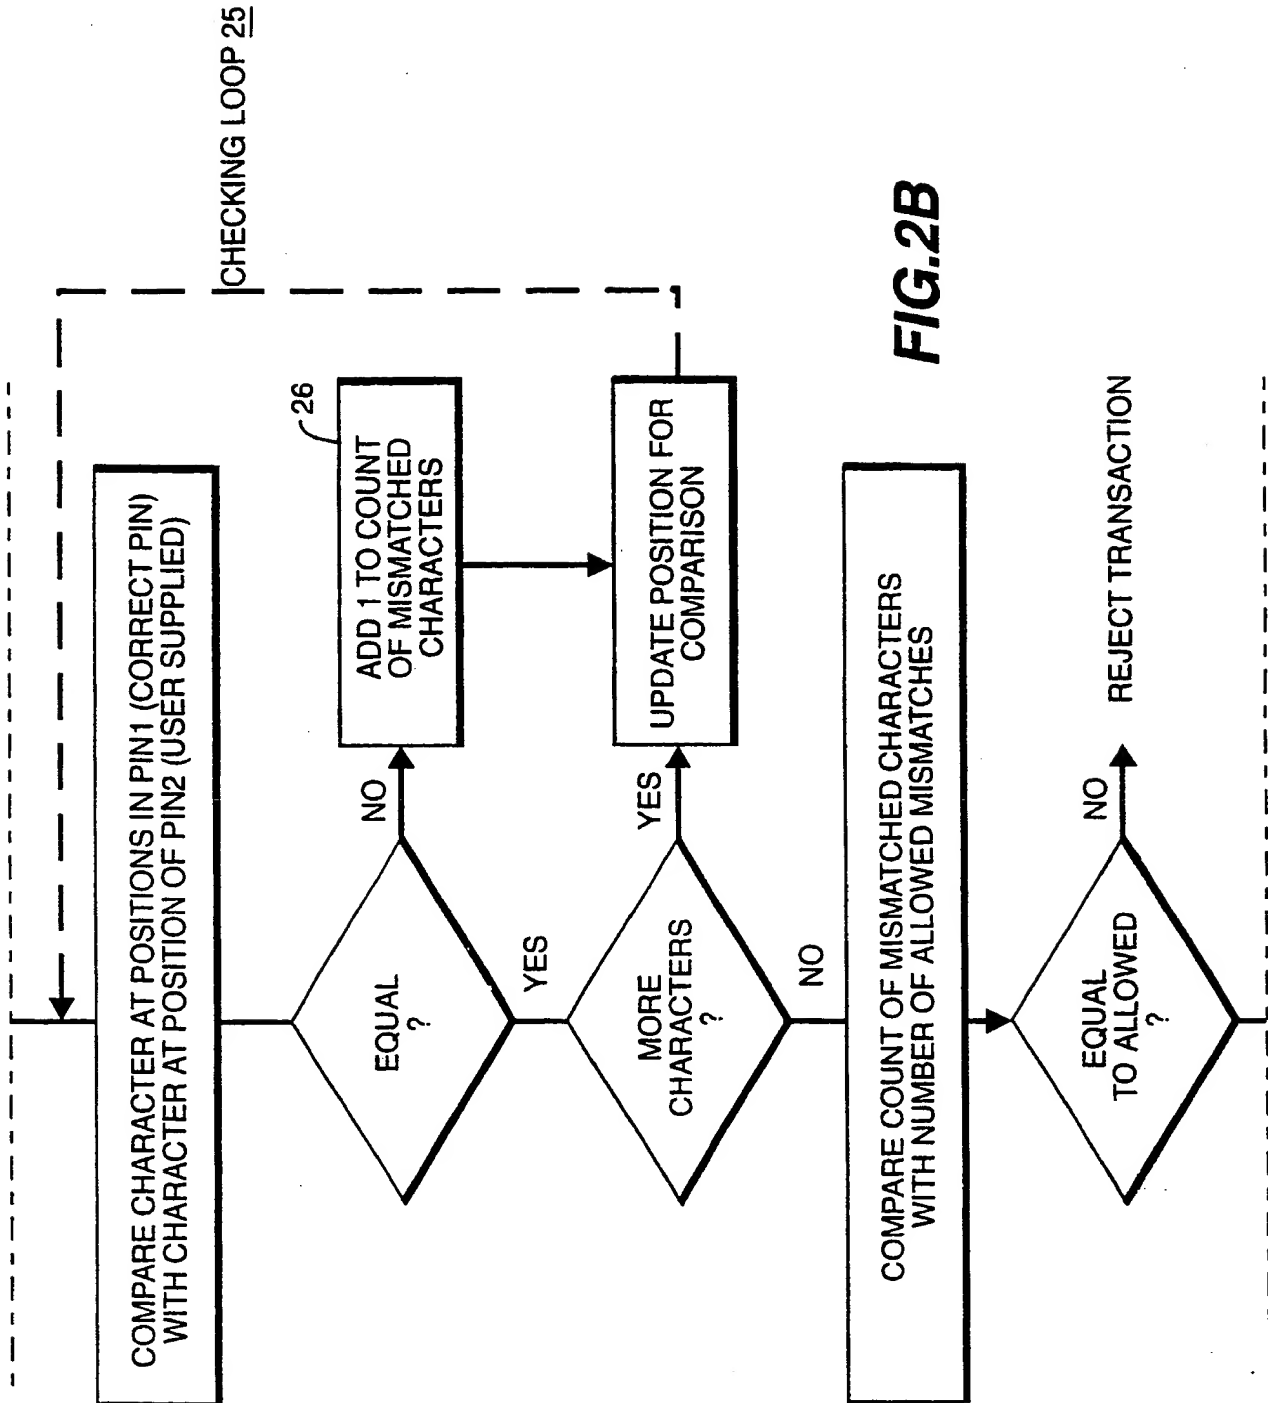 CHECKING LOOP 25
COMPARE CHARACTER AT POSITIONS IN PIN1 (CORRECT PIN)
WITH CHARACTER AT POSITION OF PIN2 (USER SUPPLIED)
EQUAL
?
NO
26
ADD 1 TO COUNT
OF MISMATCHED
CHARACTERS
YES
MORE
CHARACTERS
?
YES
UPDATE POSITION FOR
COMPARISON
NO
COMPARE COUNT OF MISMATCHED CHARACTERS
WITH NUMBER OF ALLOWED MISMATCHES
EQUAL
TO ALLOWED
?
NO
REJECT TRANSACTION
FIG.2B